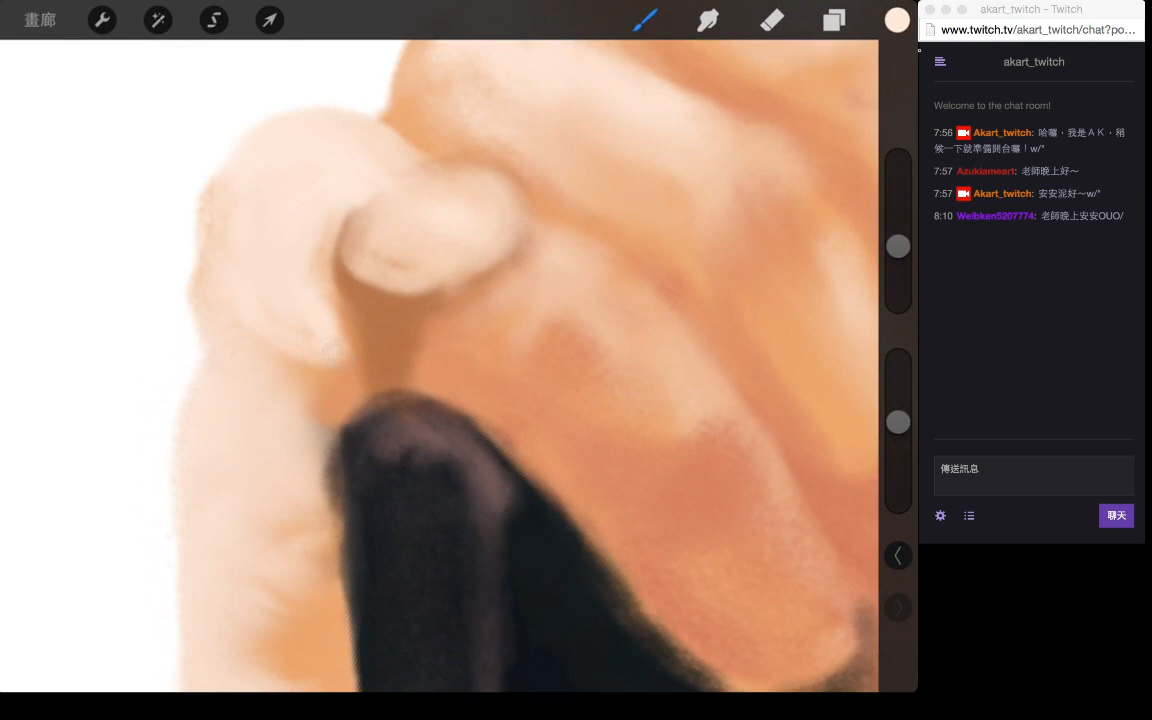 畫廊
akart_twitch - Twitch
www.twitch.tv/akart_twitch/chat?po…
akart_twitch
Welcome to the chat room!
7:56 Akart_twitch: 哈囉，我是ＡＫ，稍
候一下就準備開台囉！w/"
7:57 Azukiameart: 老師晚上好～
7:57 Akart_twitch: 安安泥好～w/"
8:10 Weibken5207774: 老師晚上安安OUO/
傳送訊息
聊天